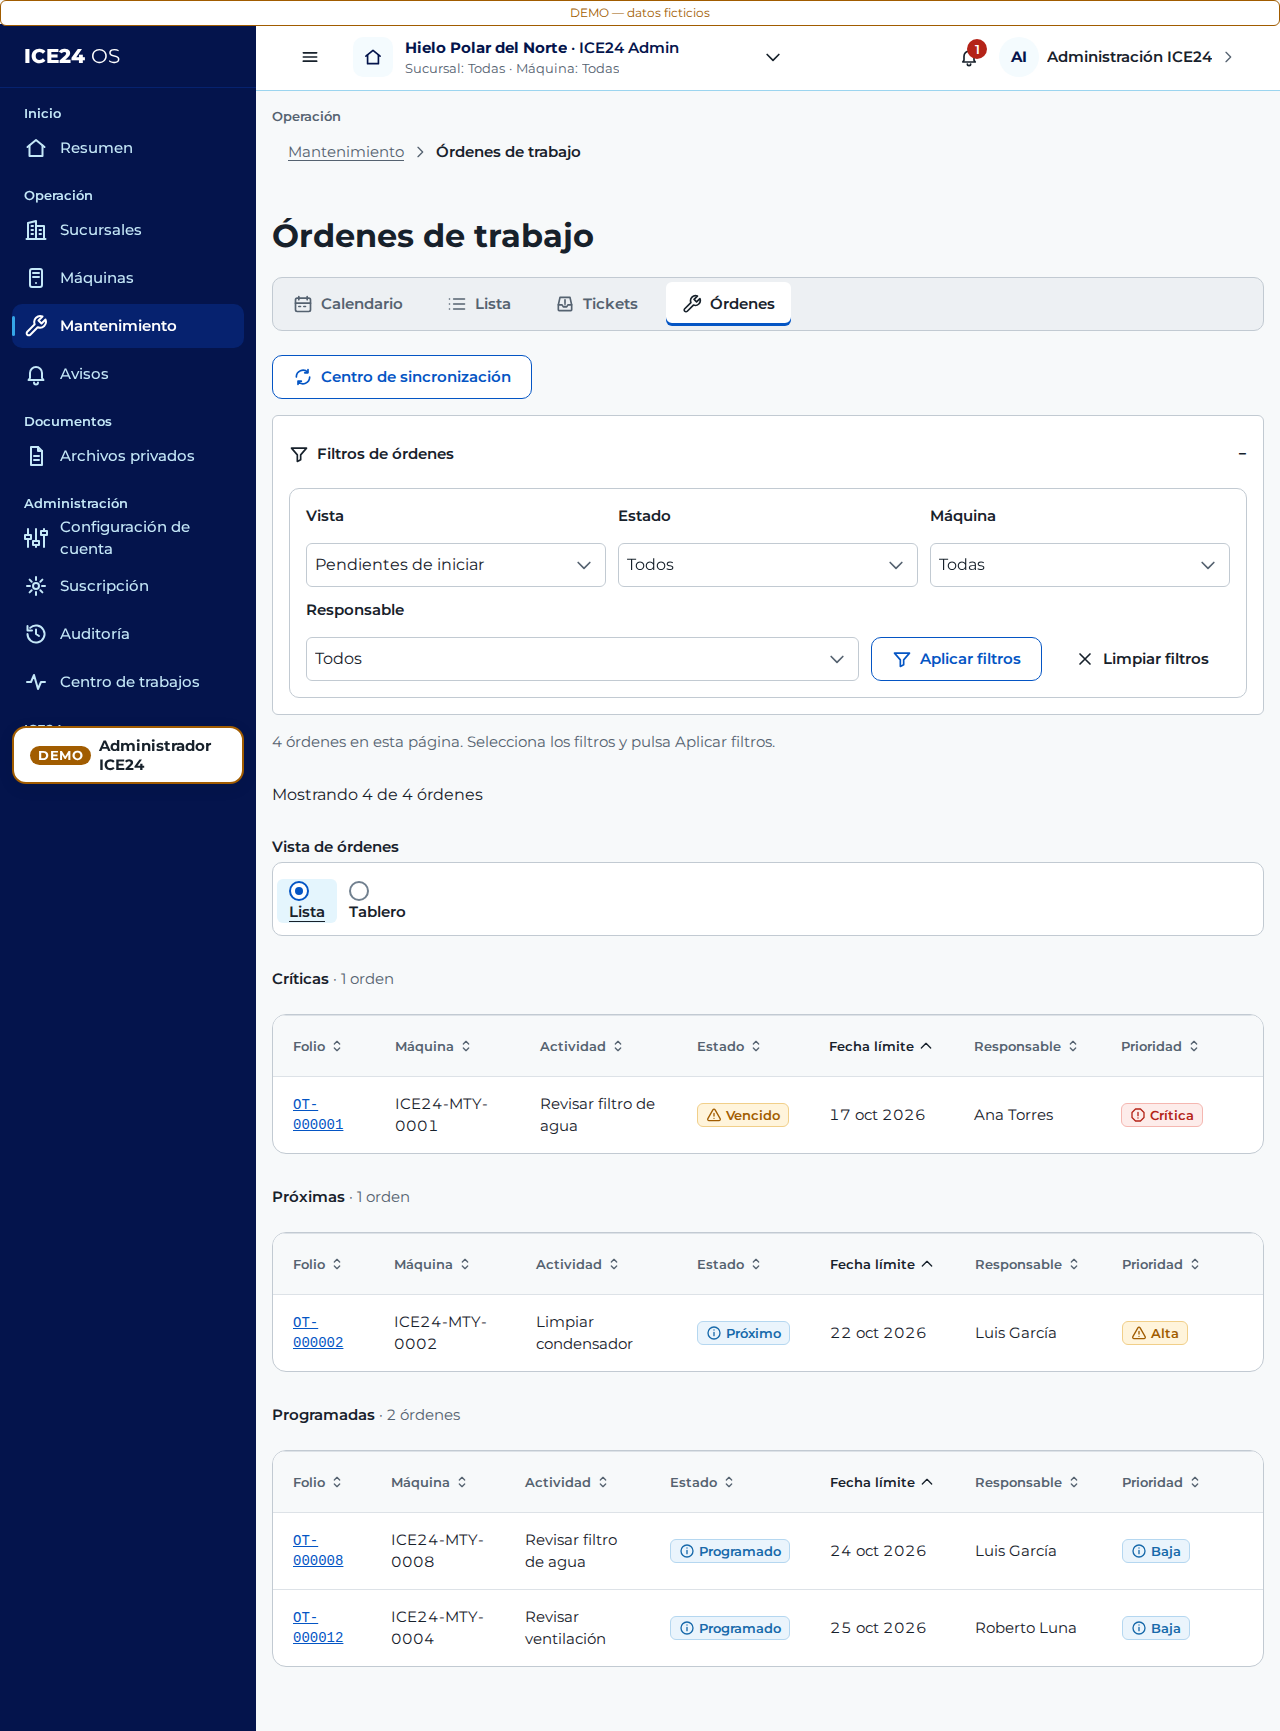 DEMO — datos ficticios
ICE24 OS
Hielo Polar del Norte · ICE24 Admin
Sucursal: Todas · Máquina: Todas
1
AI
Administración ICE24
Inicio
Resumen
Operación
Sucursales
Máquinas
Mantenimiento
Avisos
Documentos
Archivos privados
Administración
Configuración de
cuenta
Suscripción
Auditoría
Centro de trabajos
DEMO
Administrador
ICE24
Operación
Mantenimiento > Órdenes de trabajo
Órdenes de trabajo
Calendario
Lista
Tickets
Órdenes
Centro de sincronización
Filtros de órdenes
Vista
Estado
Máquina
Pendientes de iniciar
Todos
Todas
Responsable
Todos
Aplicar filtros
Limpiar filtros
4 órdenes en esta página. Selecciona los filtros y pulsa Aplicar filtros.
Mostrando 4 de 4 órdenes
Vista de órdenes
Lista
Tablero
Críticas · 1 orden
Folio Máquina Actividad Estado Fecha límite Responsable Prioridad
OT-
000001
ICE24-MTY-
0001
Revisar filtro de
agua
Vencido
17 oct 2026
Ana Torres
Crítica
Próximas · 1 orden
Folio Máquina Actividad Estado Fecha límite Responsable Prioridad
OT-
000002
ICE24-MTY-
0002
Limpiar
condensador
Próximo
22 oct 2026
Luis García
Alta
Programadas · 2 órdenes
Folio Máquina Actividad Estado Fecha límite Responsable Prioridad
OT-
000008
ICE24-MTY-
0008
Revisar filtro
de agua
Programado
24 oct 2026
Luis García
Baja
OT-
000012
ICE24-MTY-
0004
Revisar
ventilación
Programado
25 oct 2026
Roberto Luna
Baja